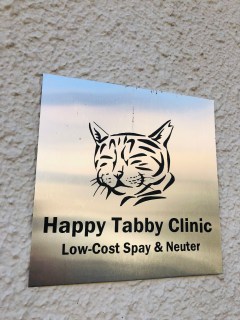 Happy Tabby Clinic
Low-Cost Spay & Neuter